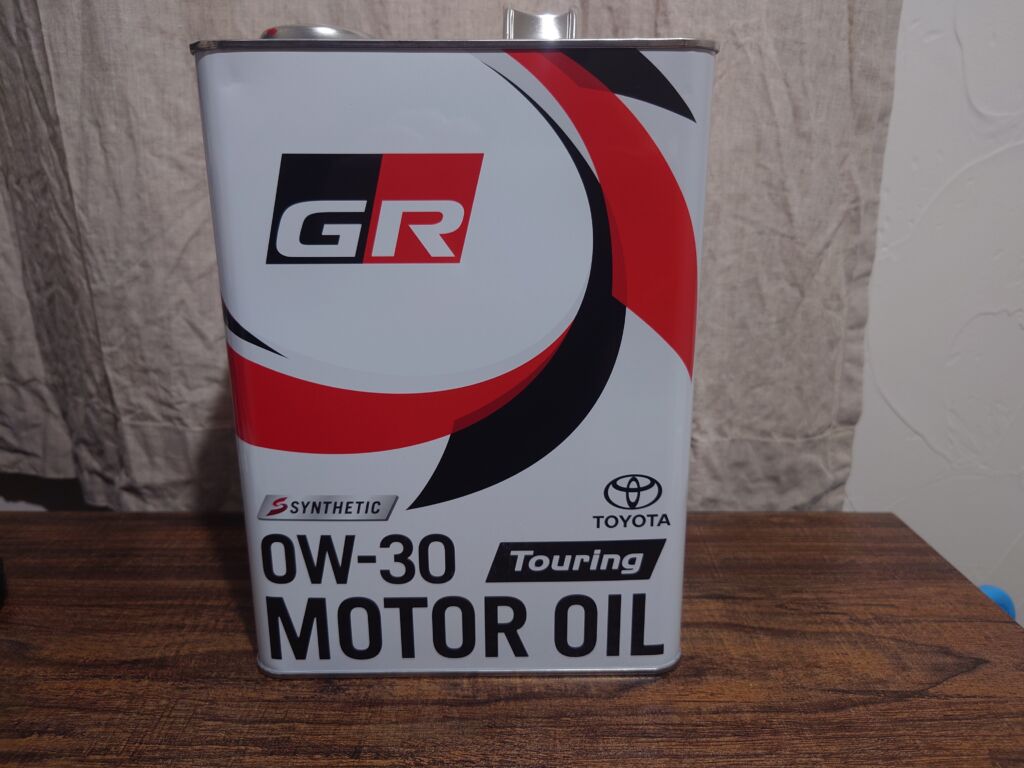 GR
S SYNTHETIC
TOYOTA
0W-30
Touring
MOTOR OIL